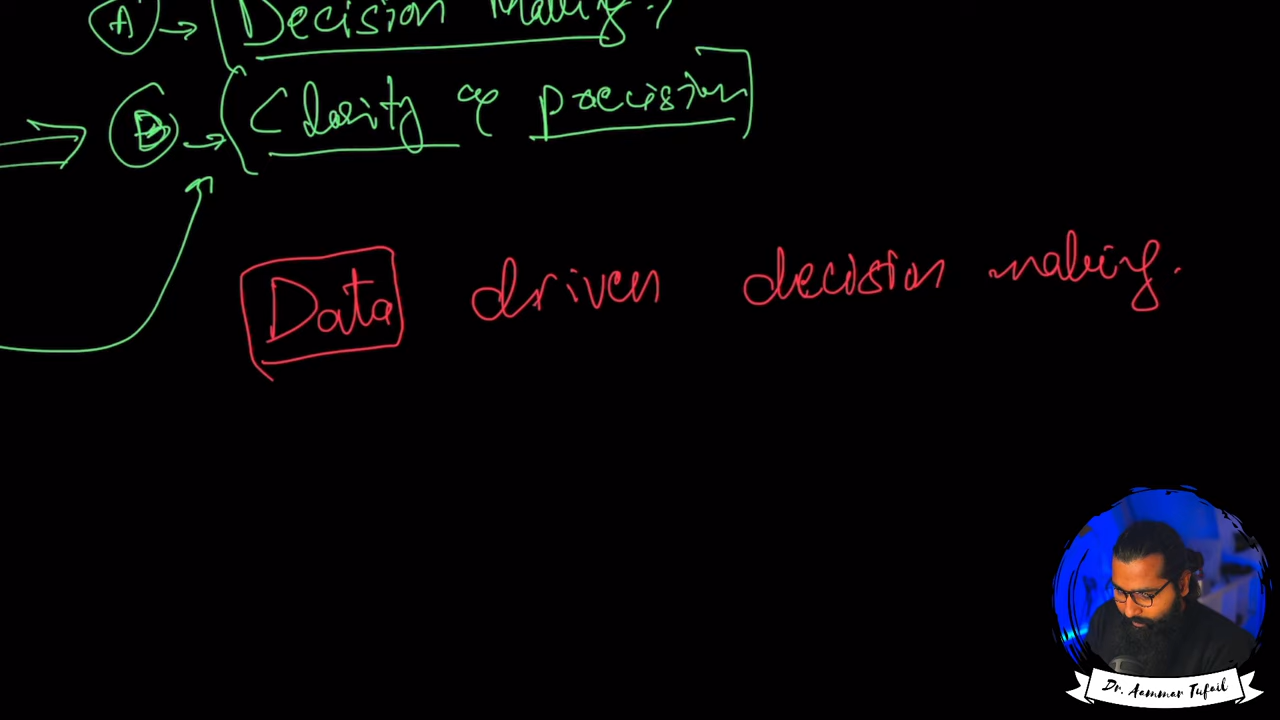 A → Decision Making.
B → Clarity & precision
Data driven decision making.
Dr. Aammar Tufail